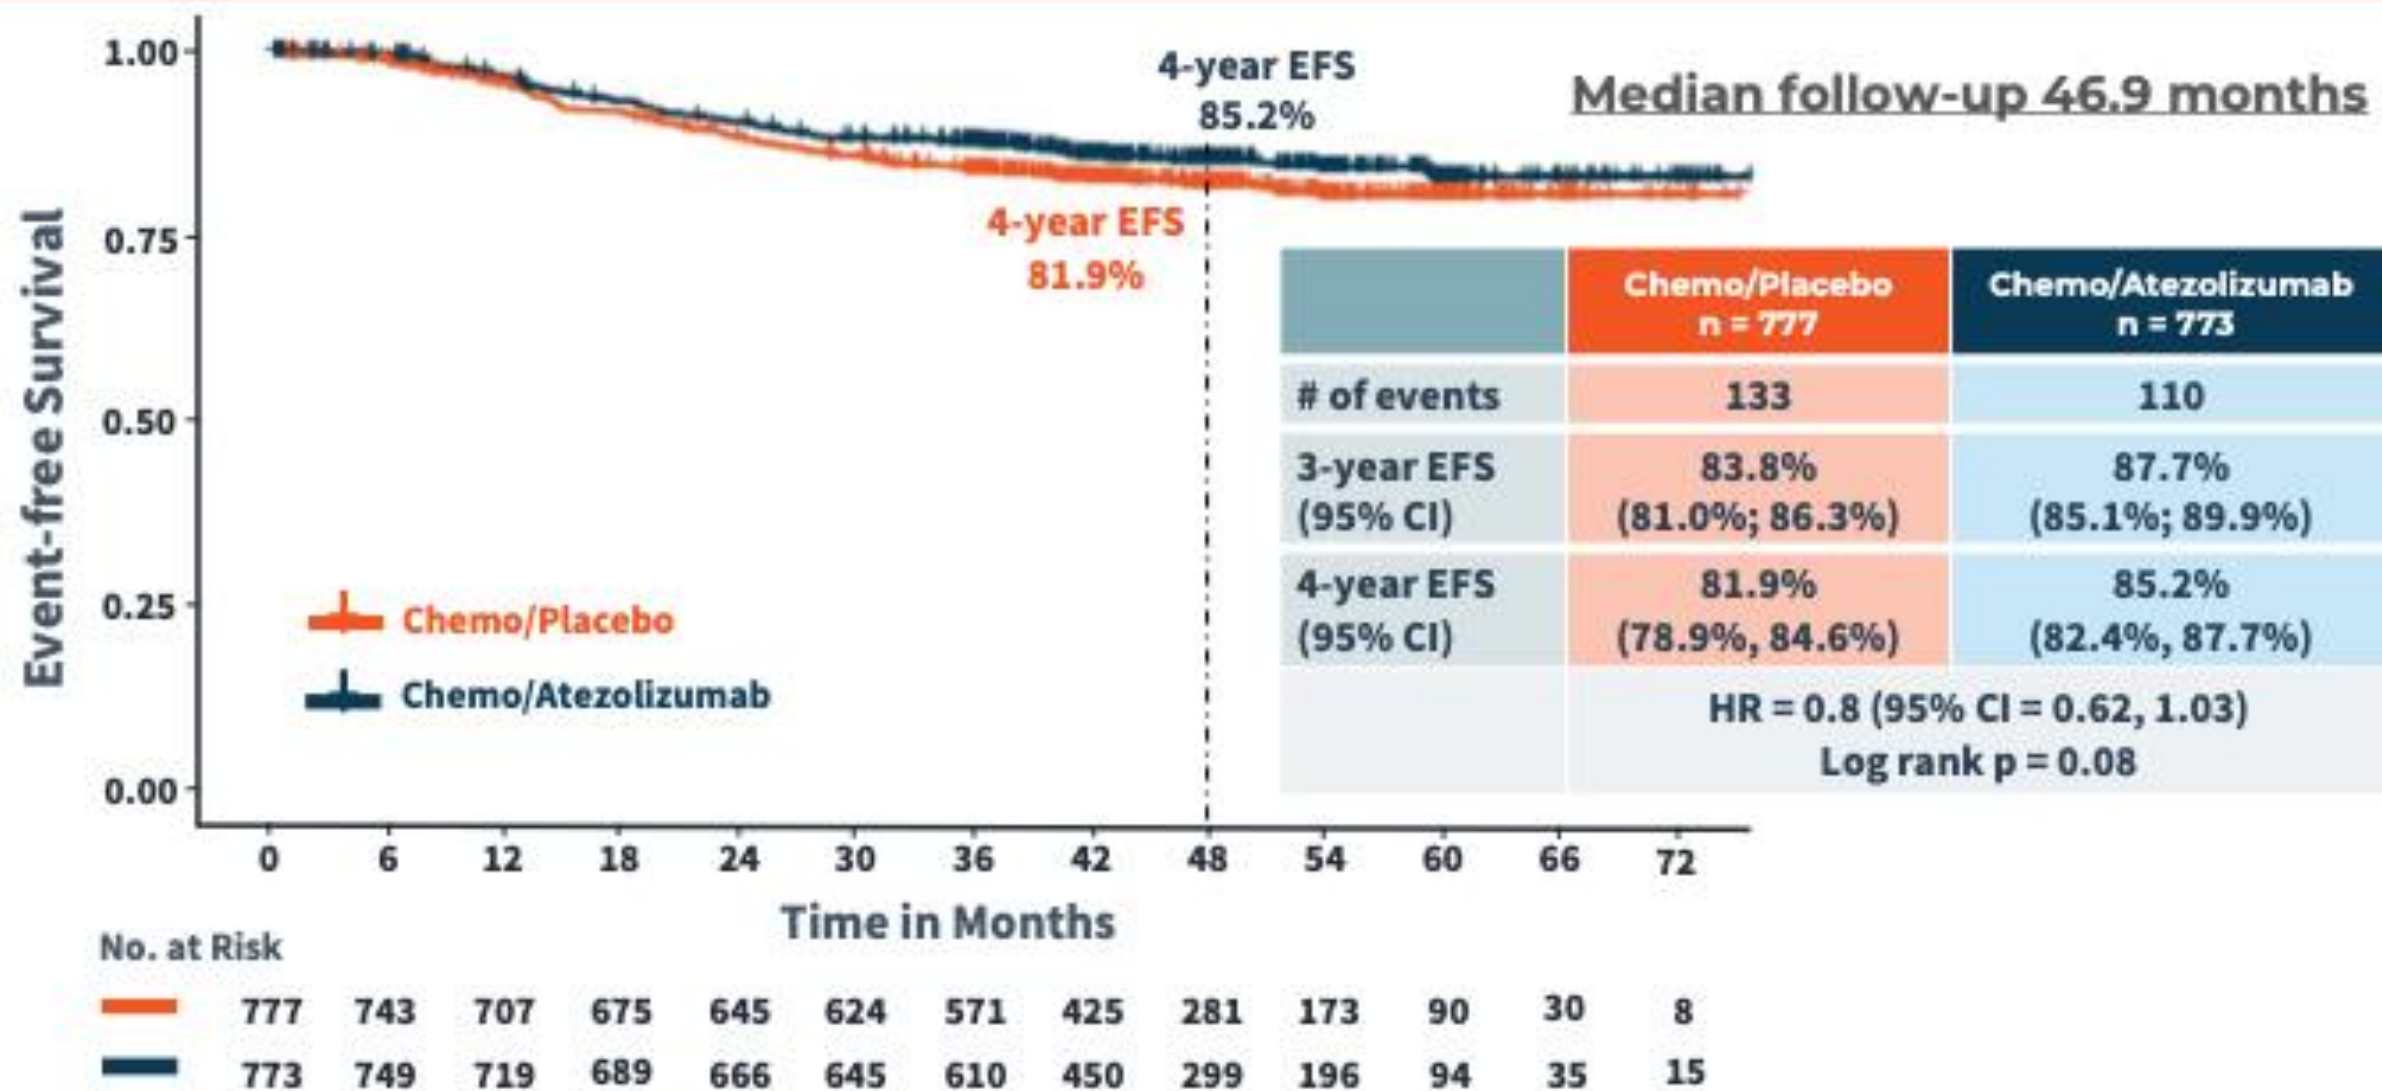 4-year EFS
85.2%
Median follow-up 46.9 months
1.00
0.75
0.50
0.25
0.00
Event-free Survival
4-year EFS
81.9%
Chemo/Placebo
Chemo/Atezolizumab
Chemo/Placebo
n = 777
Chemo/Atezolizumab
n = 773
# of events 133 110
3-year EFS 83.8% 87.7%
(95% CI) (81.0%; 86.3%) (85.1%; 89.9%)
4-year EFS 81.9% 85.2%
(95% CI) (78.9%, 84.6%) (82.4%, 87.7%)
HR = 0.8 (95% CI = 0.62, 1.03)
Log rank p = 0.08
0 6 12 18 24 30 36 42 48 54 60 66 72
Time in Months
No. at Risk
777 743 707 675 645 624 571 425 281 173 90 30 8
773 749 719 689 666 645 610 450 299 196 94 35 15